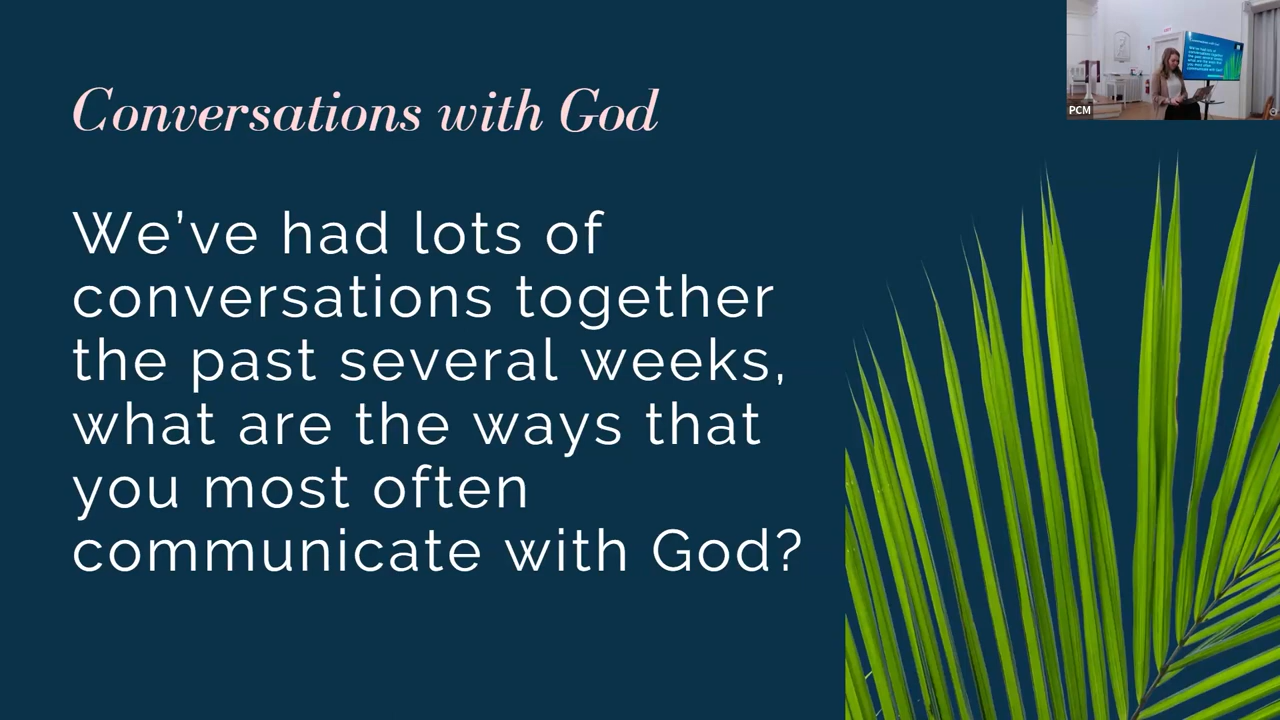 Conversations with God
We’ve had lots of
conversations together
the past several weeks,
what are the ways that
you most often
communicate with God?
PCM